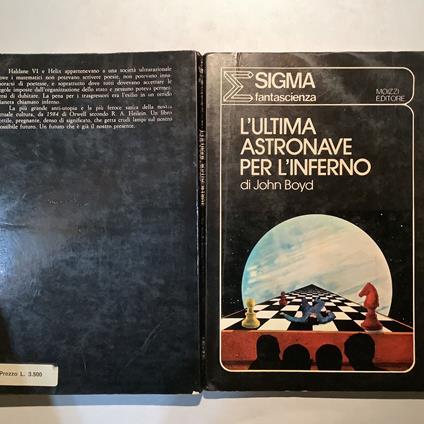 Haldane VI e Helix appartenevano a una società ultrarazionale
ove i matematici non potevano scrivere poesie, non potevano inna-
morarsi di poetesse, e soprattutto tutti dovevano accettare le
regole imposte dall'organizzazione dello stato e nessuno poteva permet-
tersi di dubitare. La pena per i trasgressori era l'esilio in un orrido
pianeta chiamato inferno.
La più grande antiutopia e la più feroce satira della nostra
attuale cultura, da 1984 di Orwell secondo R. A. Heilein. Un libro
sottile, pregnante, denso di significato, che getta crudi lampi sul nostro
possibile futuro. Un futuro che è già il nostro presente.
Prezzo L. 3.500
SIGMA
fantascienza
MOIZZI
EDITORE
L'ULTIMA
ASTRONAVE
PER L'INFERNO
di John Boyd